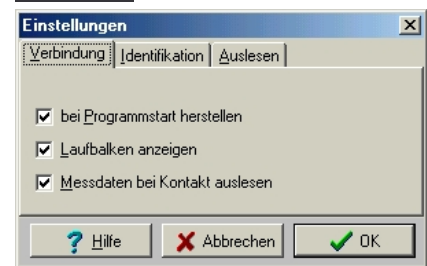 Einstellungen
Verbindung Identifikation Auslesen
bei Programmstart herstellen
Laufbalken anzeigen
Messdaten bei Kontakt auslesen
? Hilfe Abbrechen OK